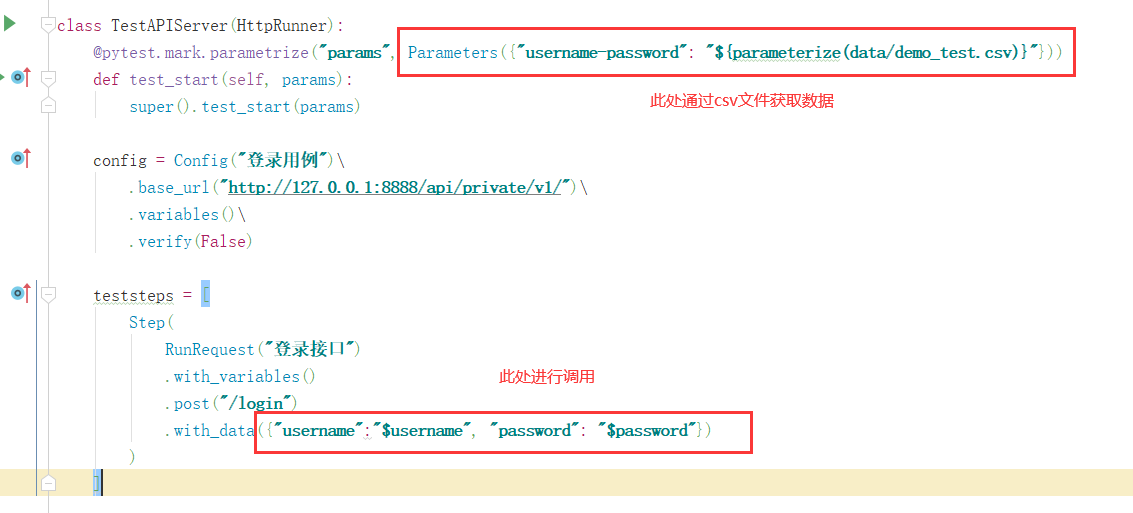 class TestAPIServer(HttpRunner):
@pytest.mark.parametrize("params", Parameters({"username-password": "${parameterize(data/demo_test.csv)}"}))
def test_start(self, params):
此处通过csv文件获取数据
super().test_start(params)
config = Config("登录用例")\
.base_url("http://127.0.0.1:8888/api/private/v1/")\
.variables()\
.verify(False)
teststeps = [
Step(
RunRequest("登录接口")
.with_variables()
此处进行调用
.post("/login")
.with_data({"username":"$username", "password": "$password"})
)
]